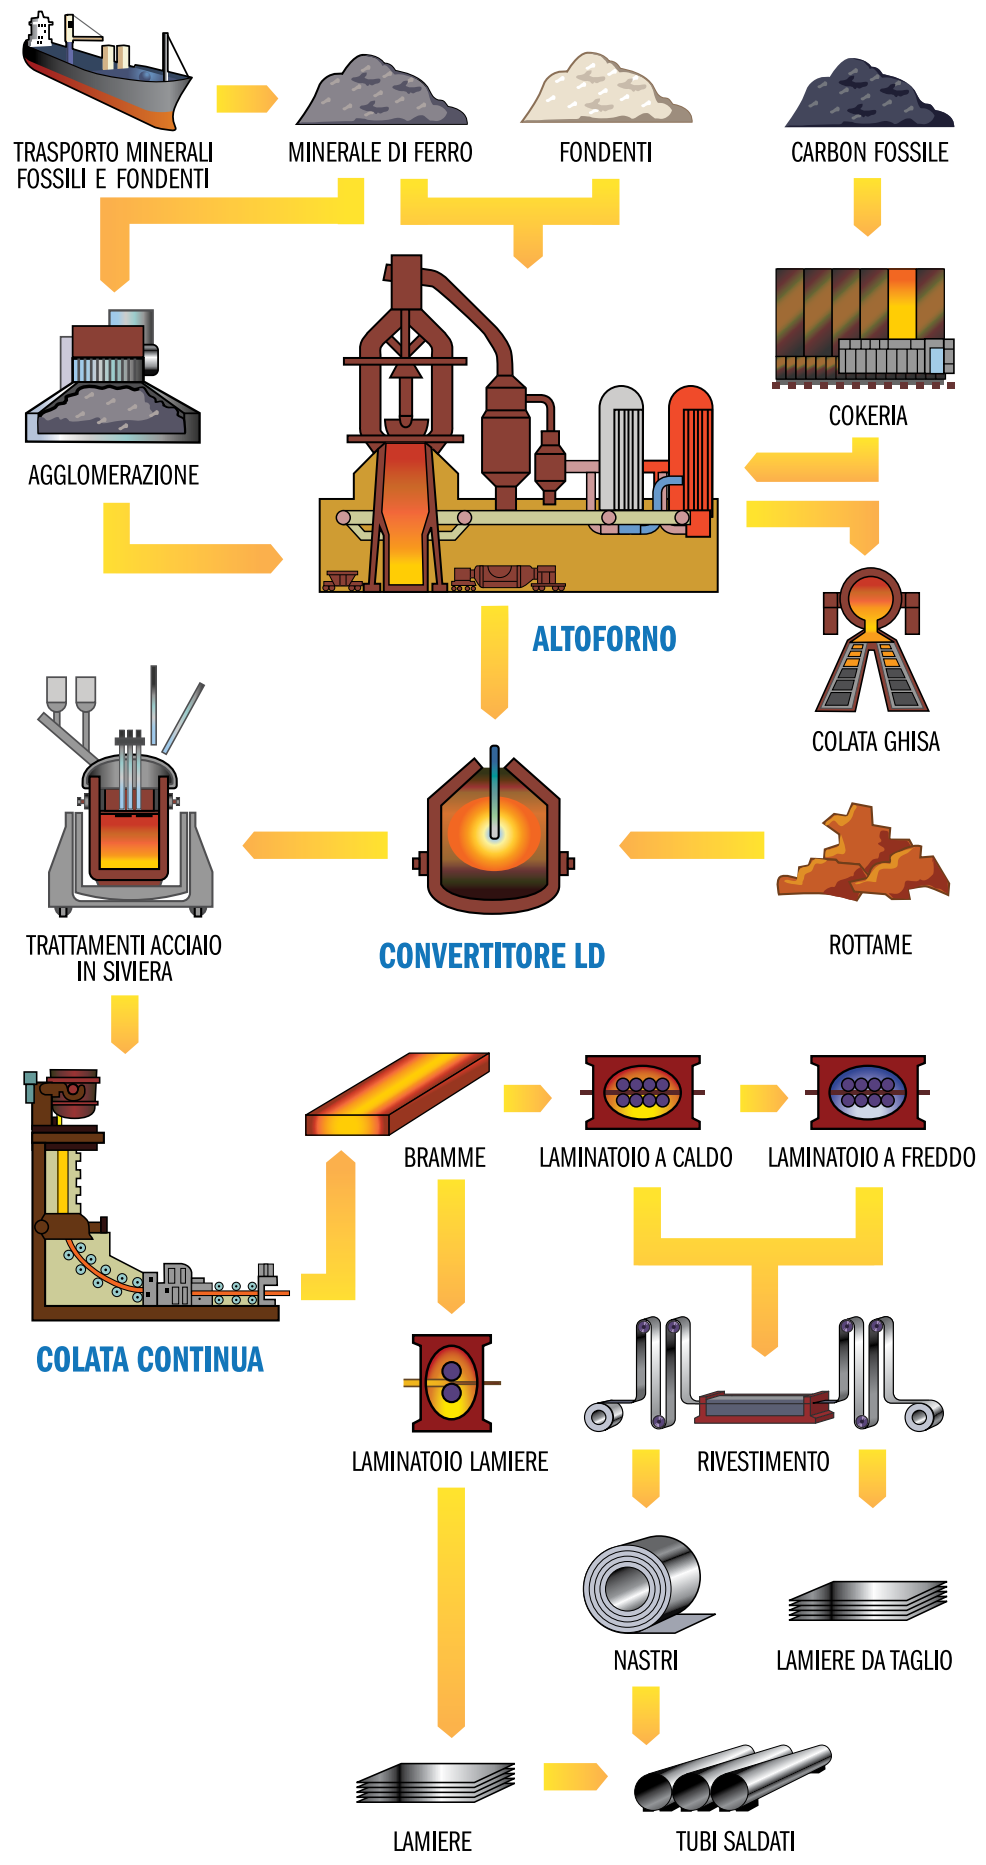 TRASPORTO MINERALI
FOSSILI E FONDENTI
MINERALE DI FERRO
FONDENTI
CARBON FOSSILE
COKERIA
AGGLOMERAZIONE
ALTOFORNO
COLATA GHISA
TRATTAMENTI ACCIAIO
IN SIVIERA
CONVERTITORE LD
ROTTAME
BRAMME
LAMINATOIO A CALDO
LAMINATOIO A FREDDO
COLATA CONTINUA
LAMINATOIO LAMIERE
RIVESTIMENTO
NASTRI
LAMIERE DA TAGLIO
LAMIERE
TUBI SALDATI